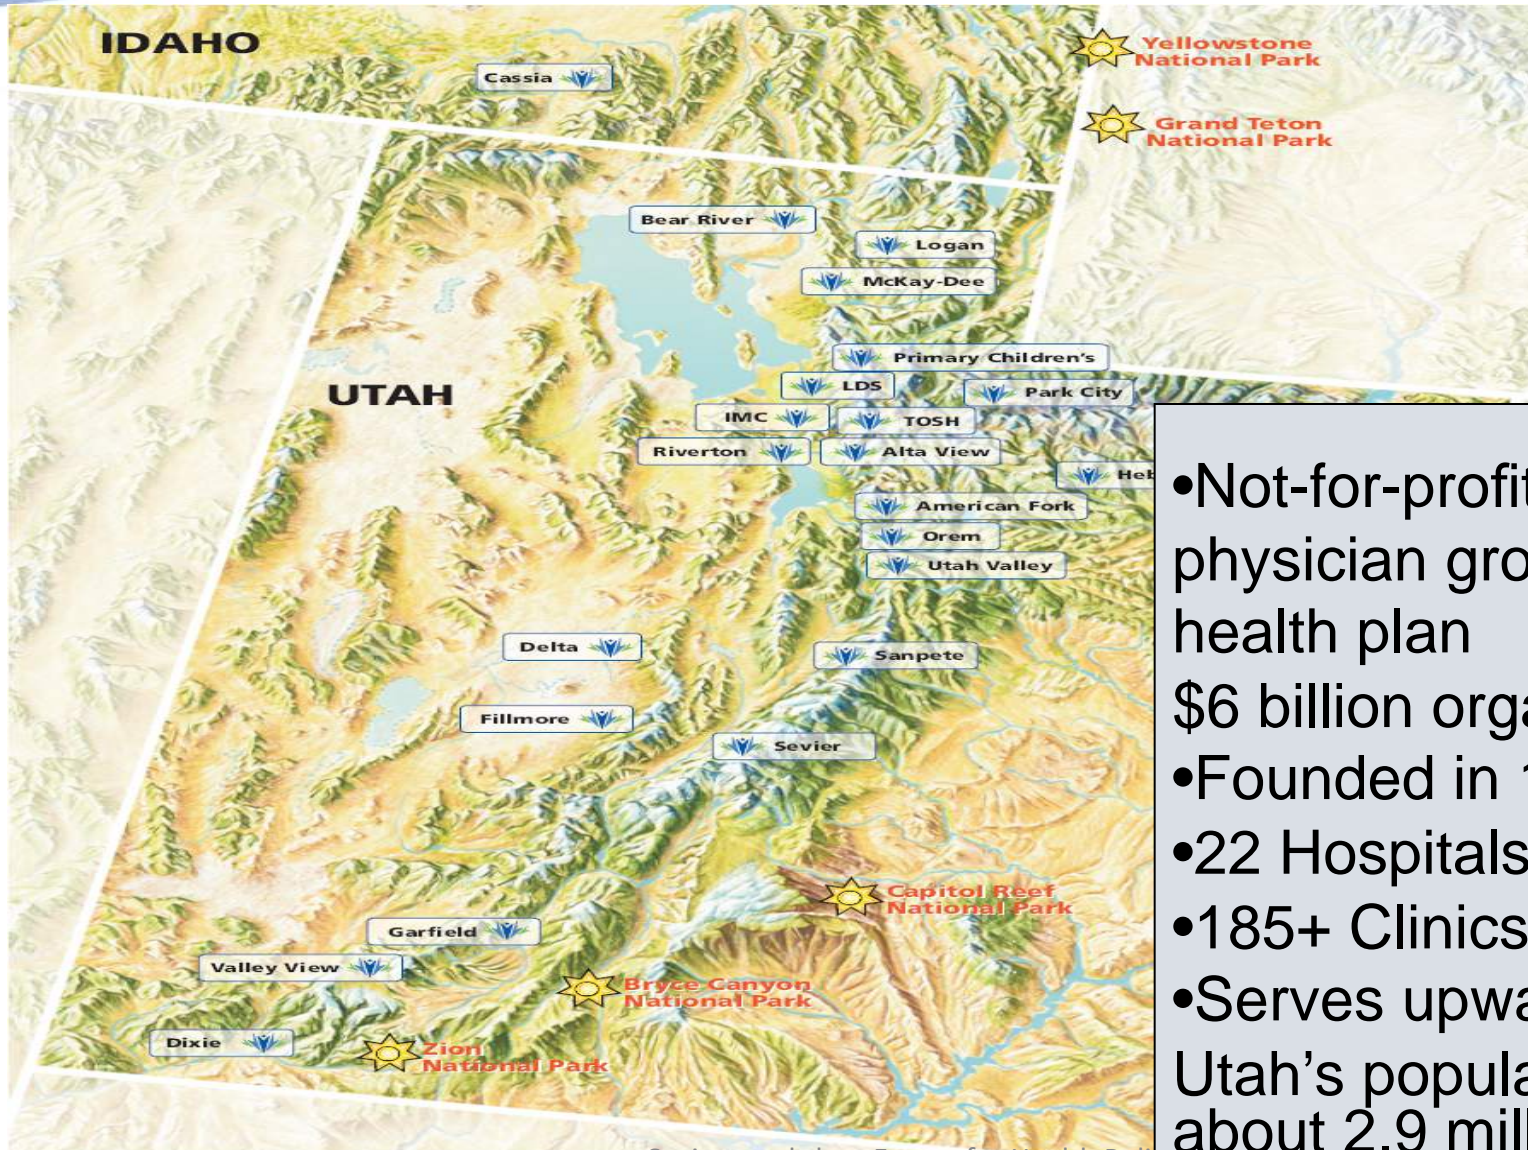 IDAHO
Yellowstone
National Park
Cassia
Grand Teton
National Park
Bear River
Logan
McKay-Dee
Primary Children's
LDS
Park City
UTAH
IMC
TOSH
Riverton
Alta View
Heb
American Fork
Orem
Utah Valley
Delta
Sanpete
Fillmore
Sevier
Capitol Reef
National Park
Garfield
Valley View
Bryce Canyon
National Park
Dixie
Zion
National Park
•Not-for-profit
physician gro
health plan
$6 billion orga
•Founded in 1
•22 Hospitals
•185+ Clinics
•Serves upwa
Utah’s popula
about 2.9 mill